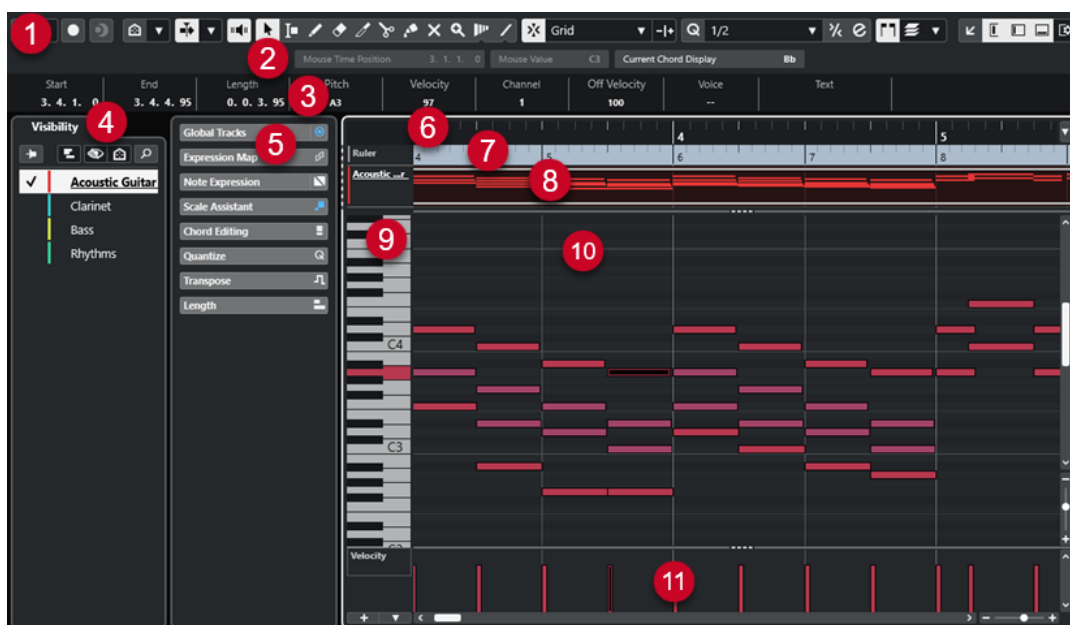 1 Grid 1/2
2 Mouse Time Position 3. 1. 1. 0 Mouse Value C3 Current Chord Display Bb
Start End Length Pitch Velocity Channel Off Velocity Voice Text
3. 4. 1. 0 3. 4. 4. 95 0. 0. 3. 95 3 A3 97 1 100 --
Visibility 4 Global Tracks 6 4 5
5 Expression Map Ruler 4 7 5 6 7 8
Acoustic Guitar Note Expression Acoustic ...r 8
Clarinet Scale Assistant
Bass Chord Editing 9 10
Rhythms Quantize
Transpose
Length
C4
C3
Velocity
11